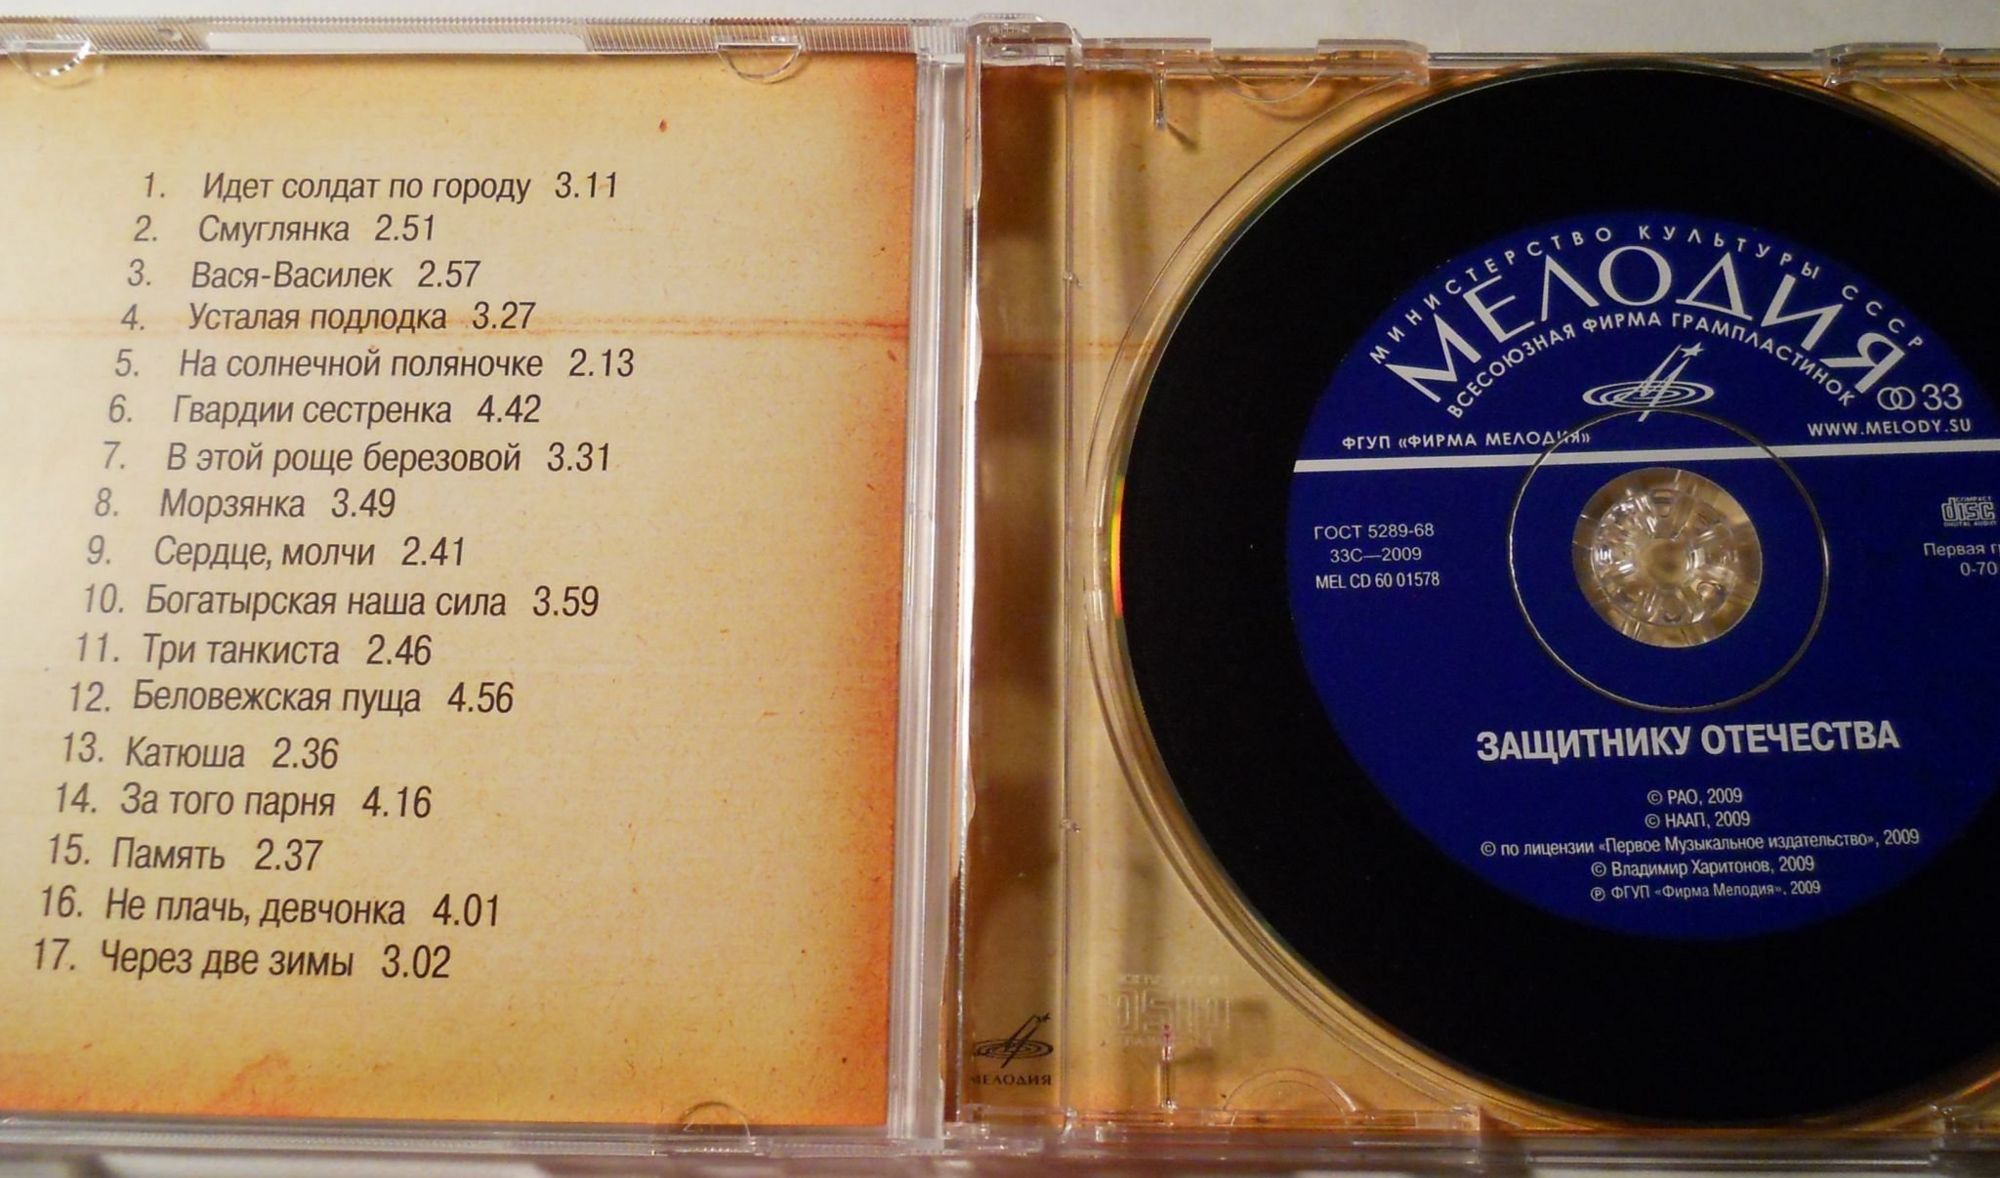 1. Идет солдат по городу 3.11
2. Смуглянка 2.51
3. Вася-Василек 2.57
4. Усталая подлодка 3.27
5. На солнечной поляночке 2.13
6. Гвардии сестренка 4.42
7. В этой роще березовой 3.31
8. Морзянка 3.49
9. Сердце, молчи 2.41
10. Богатырская наша сила 3.59
11. Три танкиста 2.46
12. Беловежская пуща 4.56
13. Катюша 2.36
14. За того парня 4.16
15. Память 2.37
16. Не плачь, девчонка 4.01
17. Через две зимы 3.02
МЕЛОДИЯ
МИНИСТЕРСТВО КУЛЬТУРЫ СССР
МЕЛОДИЯ
ВСЕСОЮЗНАЯ ФИРМА ГРАМПЛАСТИНОК
33
ФГУП «ФИРМА МЕЛОДИЯ»
WWW.MELODY.SU
ГОСТ 5289-68
33С—2009
MEL CD 60 01578
COMPACT
disc
DIGITAL AUDIO
Первая
0-70
ЗАЩИТНИКУ ОТЕЧЕСТВА
© РАО, 2009
© НААП, 2009
© по лицензии «Первое Музыкальное издательство», 2009
© Владимир Харитонов, 2009
℗ ФГУП «Фирма Мелодия», 2009